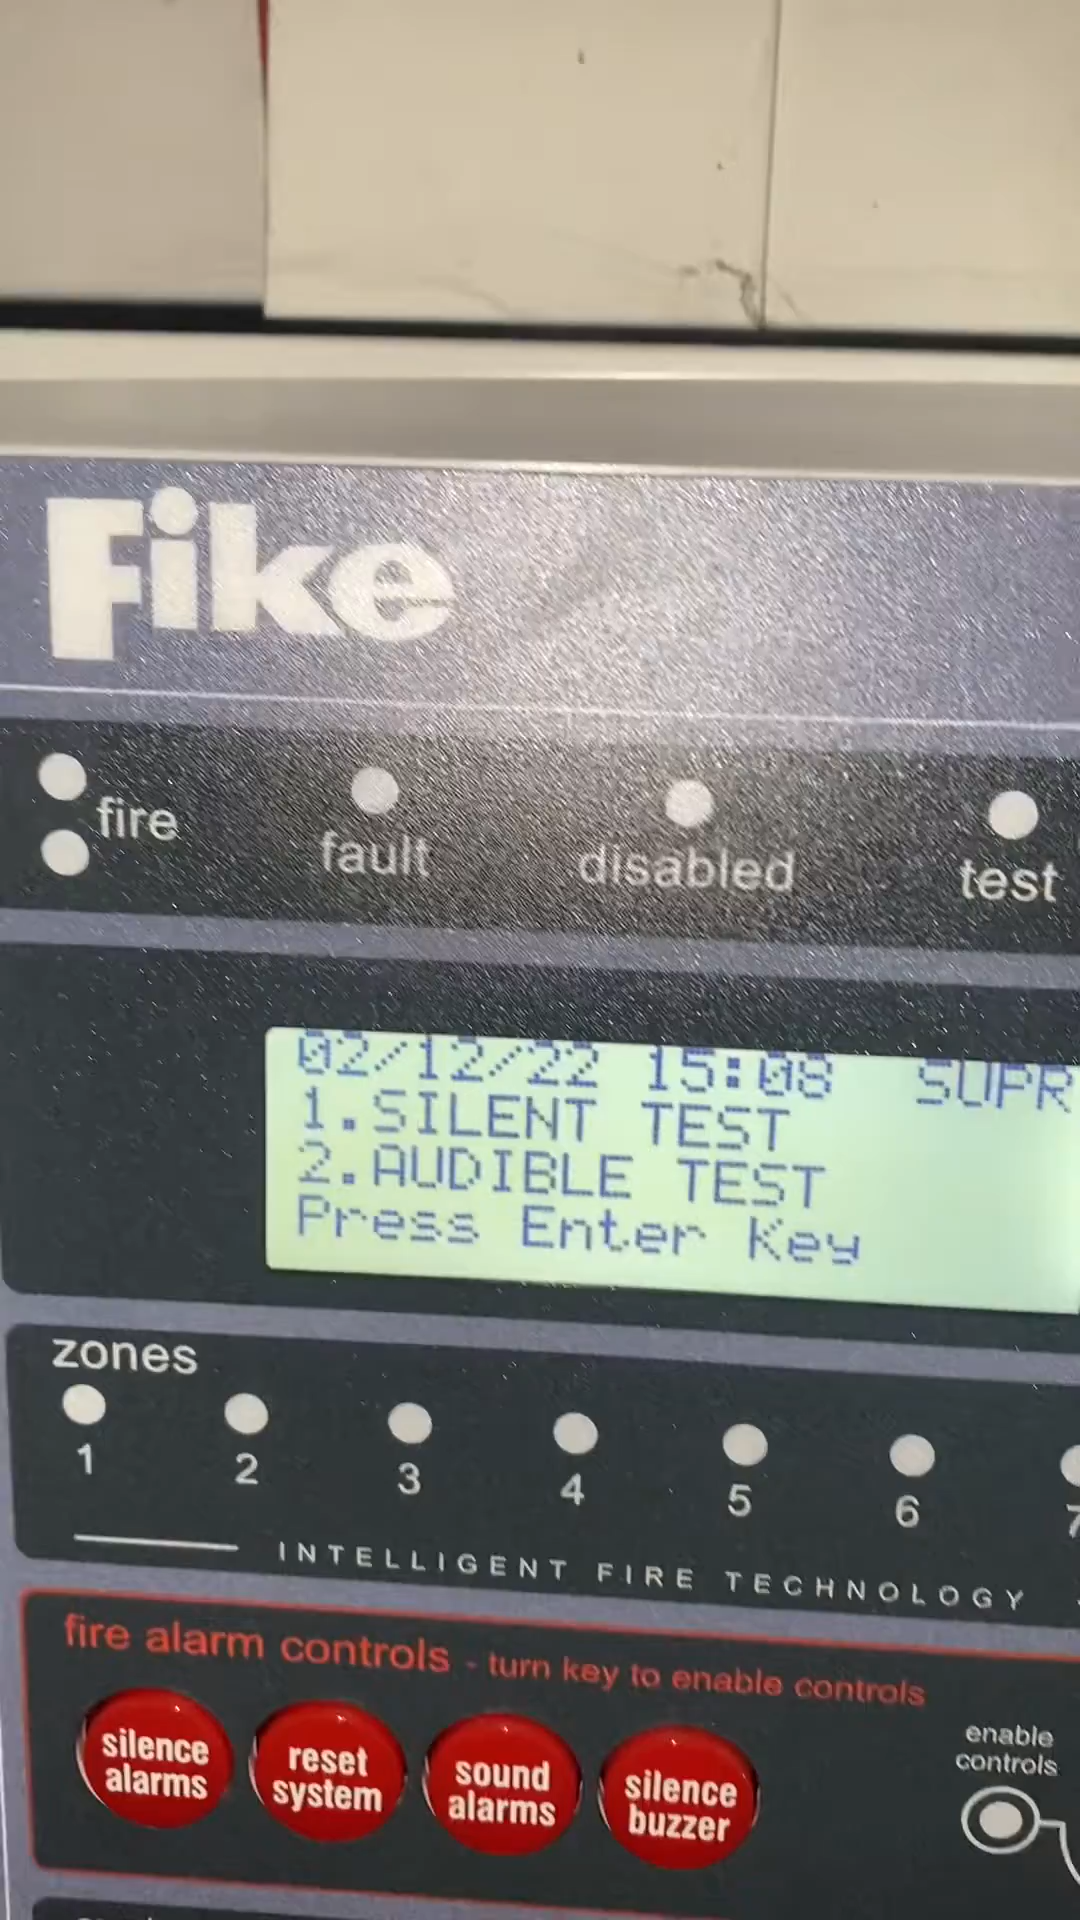 Fike
fire
fault
disabled
test
02/12/22 15:08 SUPR
1.SILENT TEST
2.AUDIBLE TEST
Press Enter Key
zones
1
2
3
4
5
6
7
INTELLIGENT FIRE TECHNOLOGY
fire alarm controls - turn key to enable controls
silence
alarms
reset
system
sound
alarms
silence
buzzer
enable
controls